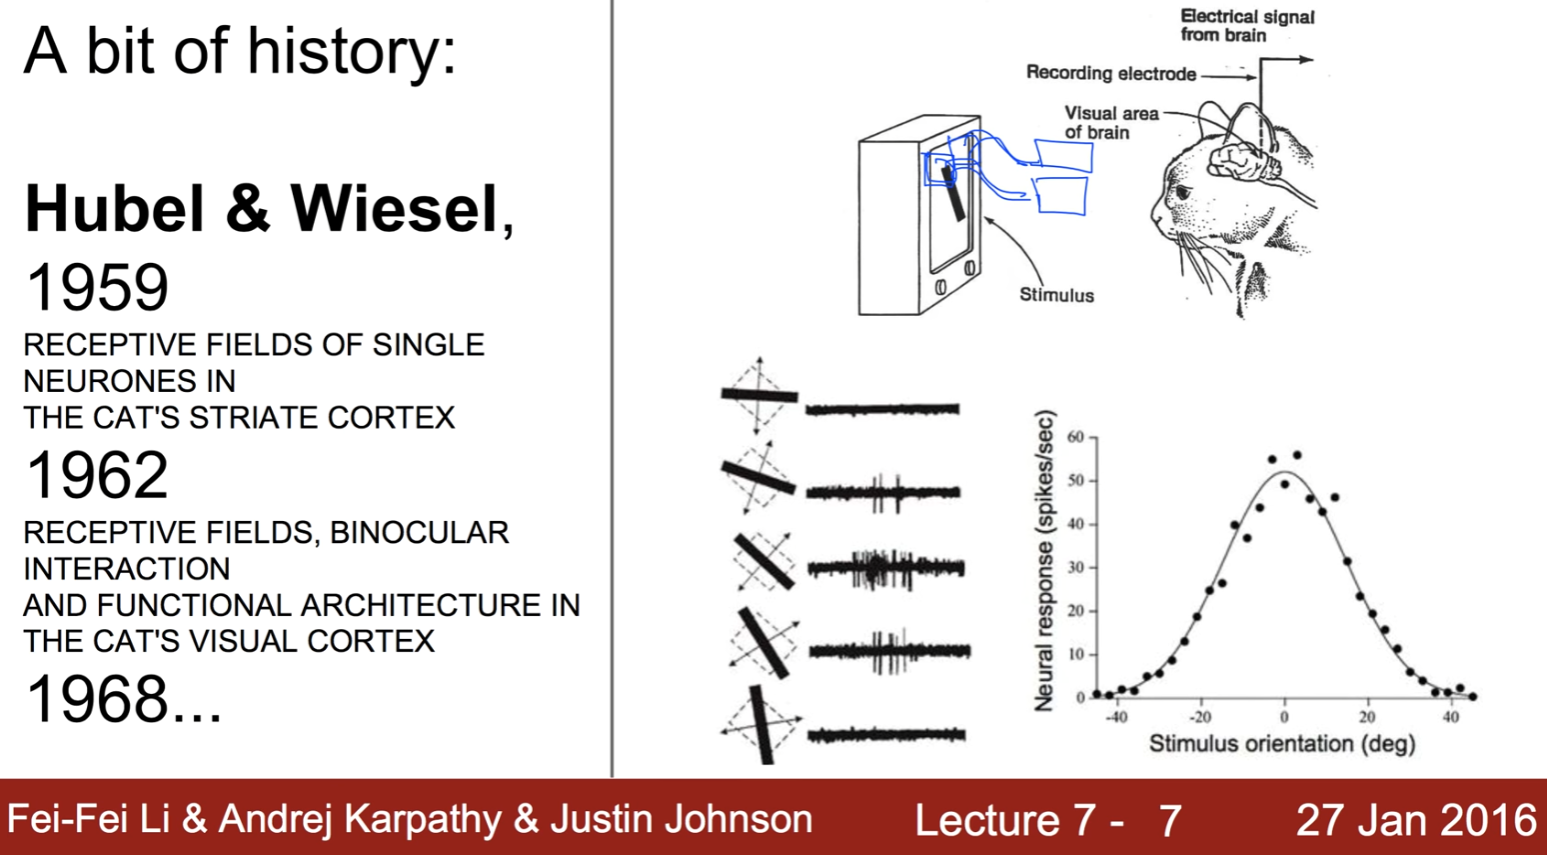 A bit of history:
Hubel & Wiesel,
1959
RECEPTIVE FIELDS OF SINGLE
NEURONES IN
THE CAT'S STRIATE CORTEX
1962
RECEPTIVE FIELDS, BINOCULAR
INTERACTION
AND FUNCTIONAL ARCHITECTURE IN
THE CAT'S VISUAL CORTEX
1968...
Electrical signal
from brain
Recording electrode
Visual area
of brain
Stimulus
Neural response (spikes/sec)
60
50
40
30
20
10
0
-40 -20 0 20 40
Stimulus orientation (deg)
Fei-Fei Li & Andrej Karpathy & Justin Johnson Lecture 7 - 7 27 Jan 2016